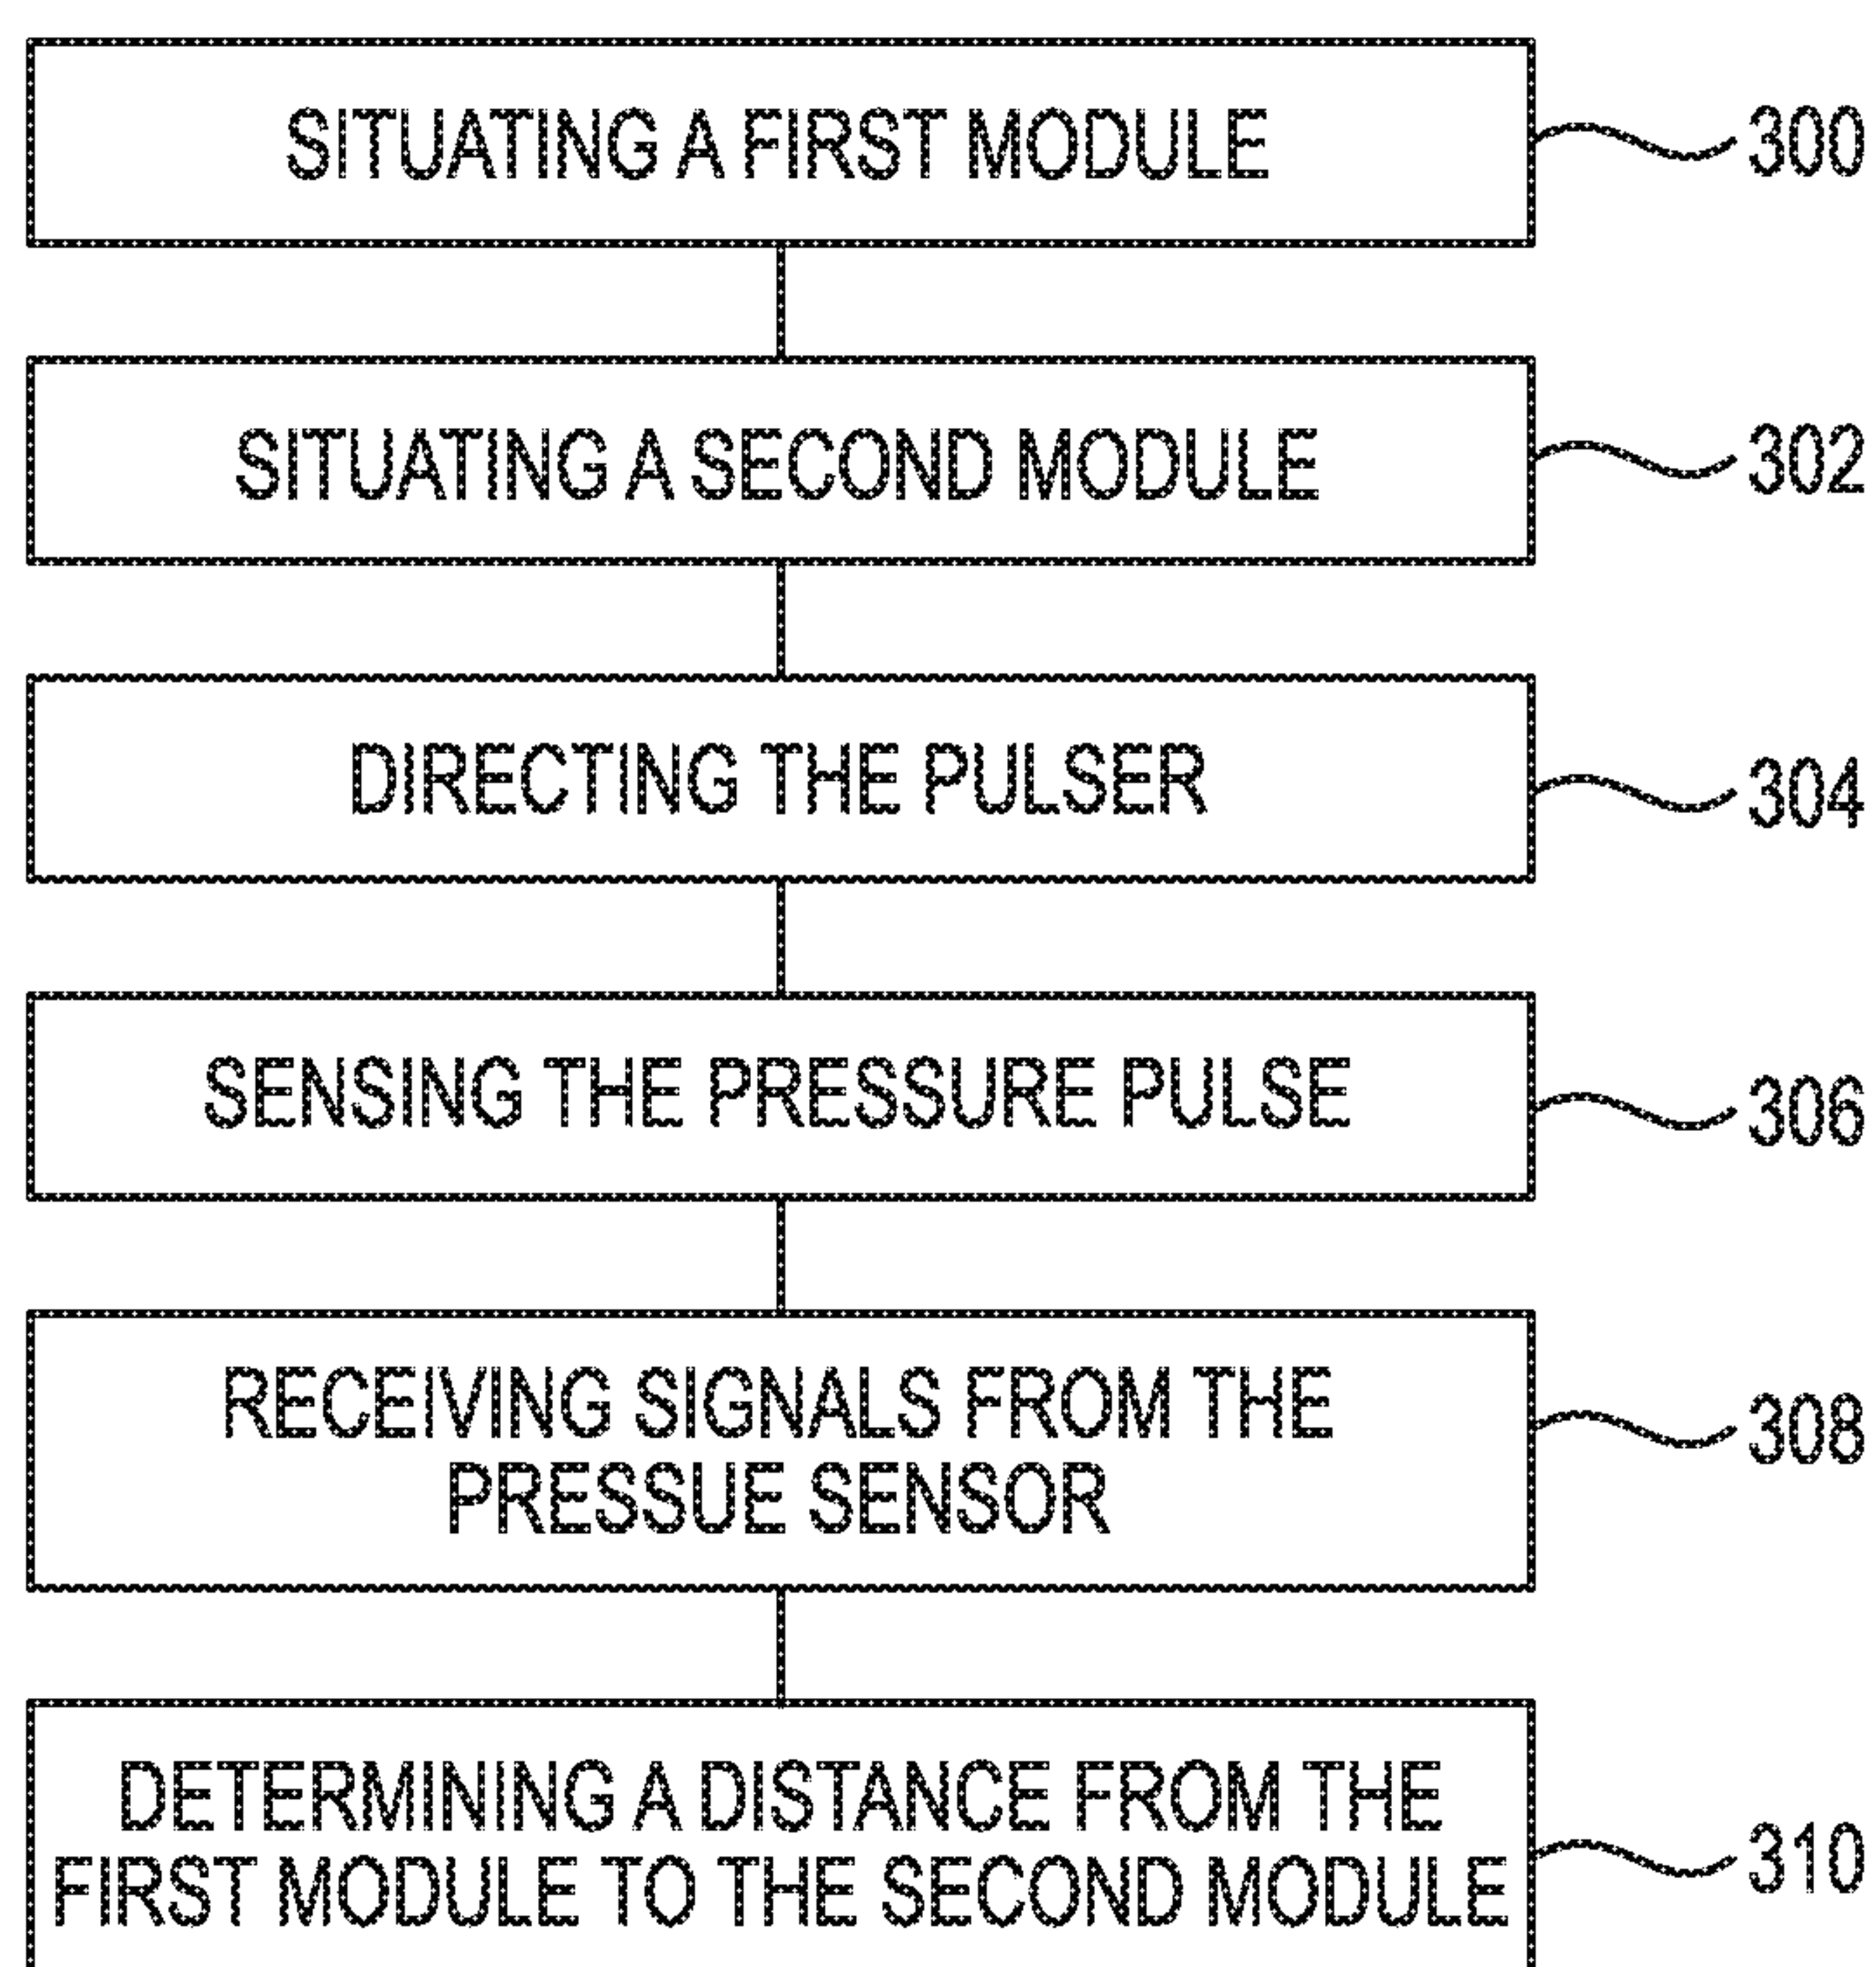 SITUATING A FIRST MODULE
300
SITUATING A SECOND MODULE
302
DIRECTING THE PULSER
304
SENSING THE PRESSURE PULSE
306
RECEIVING SIGNALS FROM THE
PRESSUE SENSOR
308
DETERMINING A DISTANCE FROM THE
FIRST MODULE TO THE SECOND MODULE
310